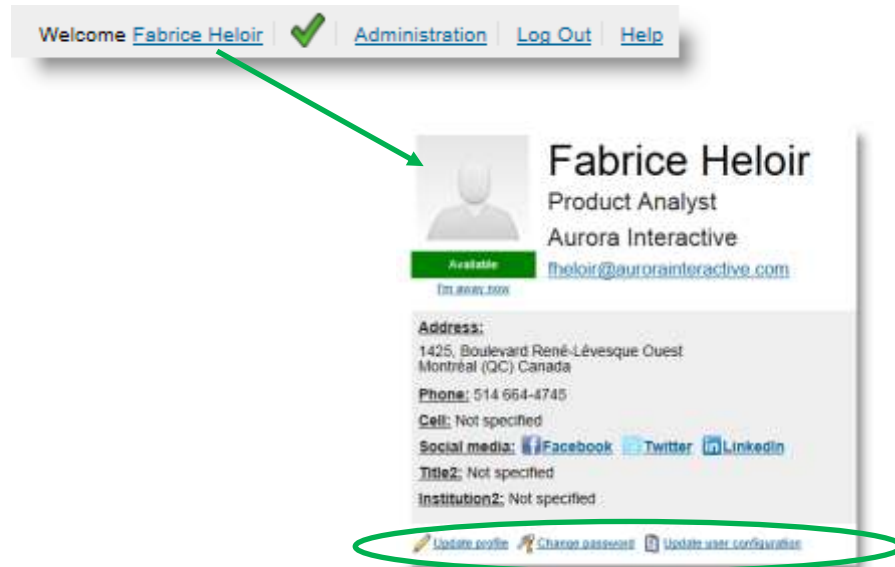 Welcome Fabrice Heloir Administration Log Out Help
Fabrice Heloir
Product Analyst
Aurora Interactive
fheloir@aurorainteractive.com
Available
I'm away now
Address:
1425, Boulevard René-Lévesque Ouest
Montréal (QC) Canada
Phone: 514 664-4745
Cell: Not specified
Social media: Facebook Twitter LinkedIn
Title2: Not specified
Institution2: Not specified
Update profile Change password Update user configuration